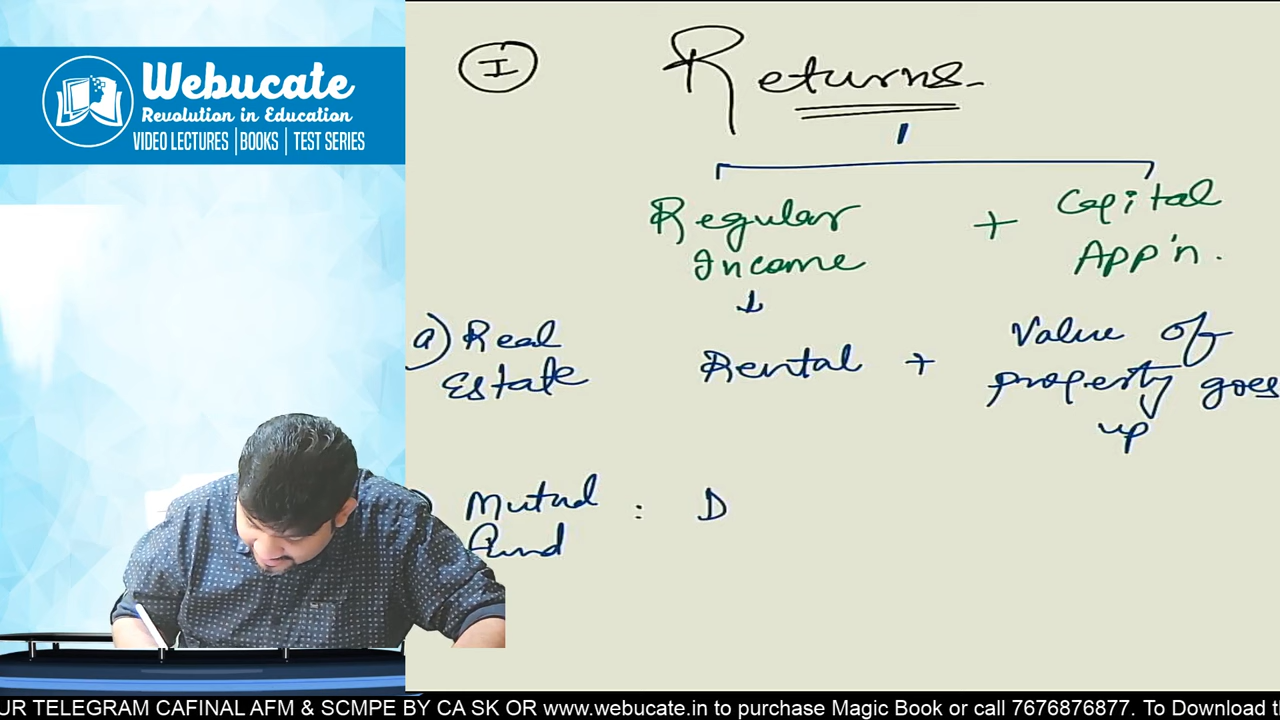 Webucate
Revolution in Education
VIDEO LECTURES | BOOKS | TEST SERIES
I
Returns
Regular Income + Capital App'n.
a) Real Estate Rental + Value of property goes up
Mutual Fund : D
UR TELEGRAM CAFINAL AFM & SCMPE BY CA SK OR www.webucate.in to purchase Magic Book or call 7676876877. To Download t